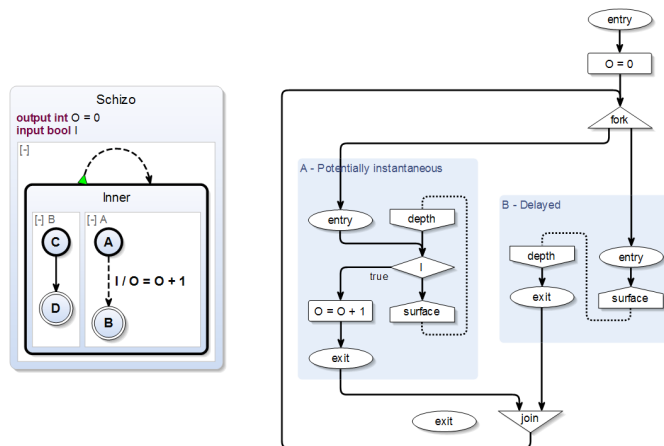 Schizo
output int O = 0
input bool I
[-]
Inner
[-] B
C
D
[-] A
A
I / O = O + 1
B
entry
O = 0
fork
A - Potentially instantaneous
entry
depth
I
true
O = O + 1
surface
exit
B - Delayed
depth
entry
exit
surface
exit
join